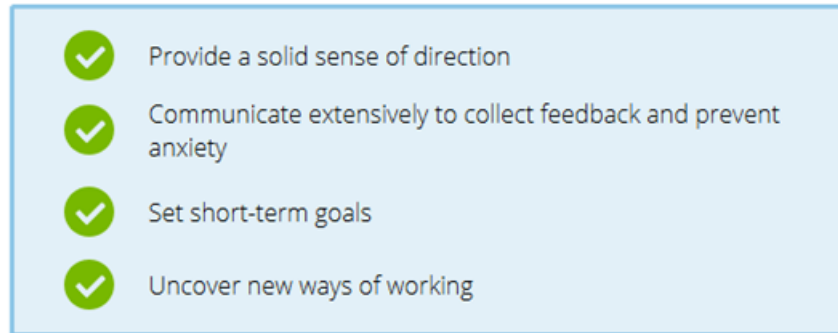 Provide a solid sense of direction
Communicate extensively to collect feedback and prevent
anxiety
Set short-term goals
Uncover new ways of working